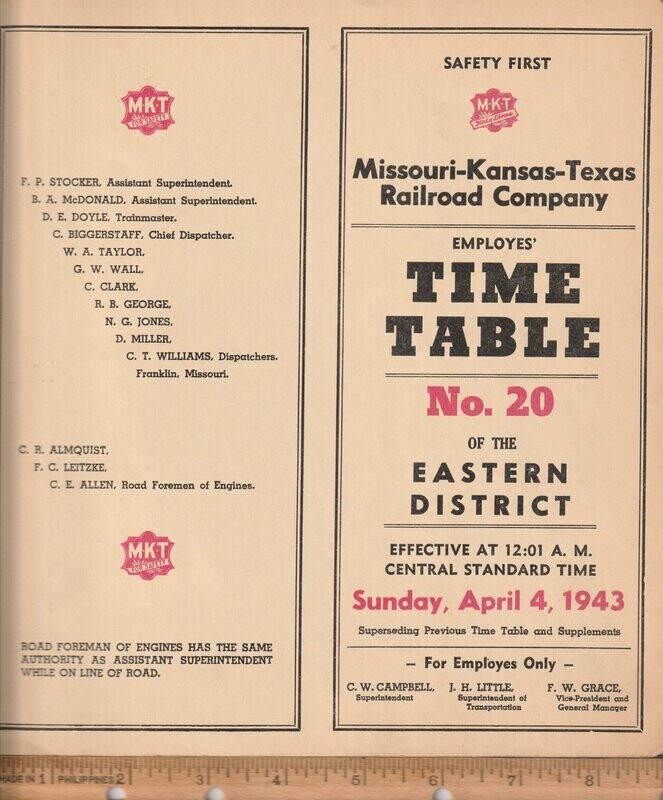 MKT
FOR SAFETY
F. P. STOCKER, Assistant Superintendent.
B. A. McDONALD, Assistant Superintendent.
D. E. DOYLE, Trainmaster.
C. BIGGERSTAFF, Chief Dispatcher.
W. A. TAYLOR,
G. W. WALL,
C. CLARK,
R. B. GEORGE,
N. G. JONES,
D. MILLER,
C. T. WILLIAMS, Dispatchers.
Franklin, Missouri.
C. R. ALMQUIST,
F. C. LEITZKE,
C. E. ALLEN, Road Foremen of Engines.
MKT
FOR SAFETY
ROAD FOREMAN OF ENGINES HAS THE SAME
AUTHORITY AS ASSISTANT SUPERINTENDENT
WHILE ON LINE OF ROAD.
SAFETY FIRST
M-K-T
Missouri-Kansas-Texas
Railroad Company
EMPLOYES'
TIME
TABLE
No. 20
OF THE
EASTERN
DISTRICT
EFFECTIVE AT 12:01 A. M.
CENTRAL STANDARD TIME
Sunday, April 4, 1943
Superseding Previous Time Table and Supplements
– For Employes Only –
C. W. CAMPBELL,
Superintendent
J. H. LITTLE,
Superintendent of
Transportation
F. W. GRACE,
Vice-President and
General Manager
MADE IN 1 PHILIPPINES 2 3 4 5 6 7 8